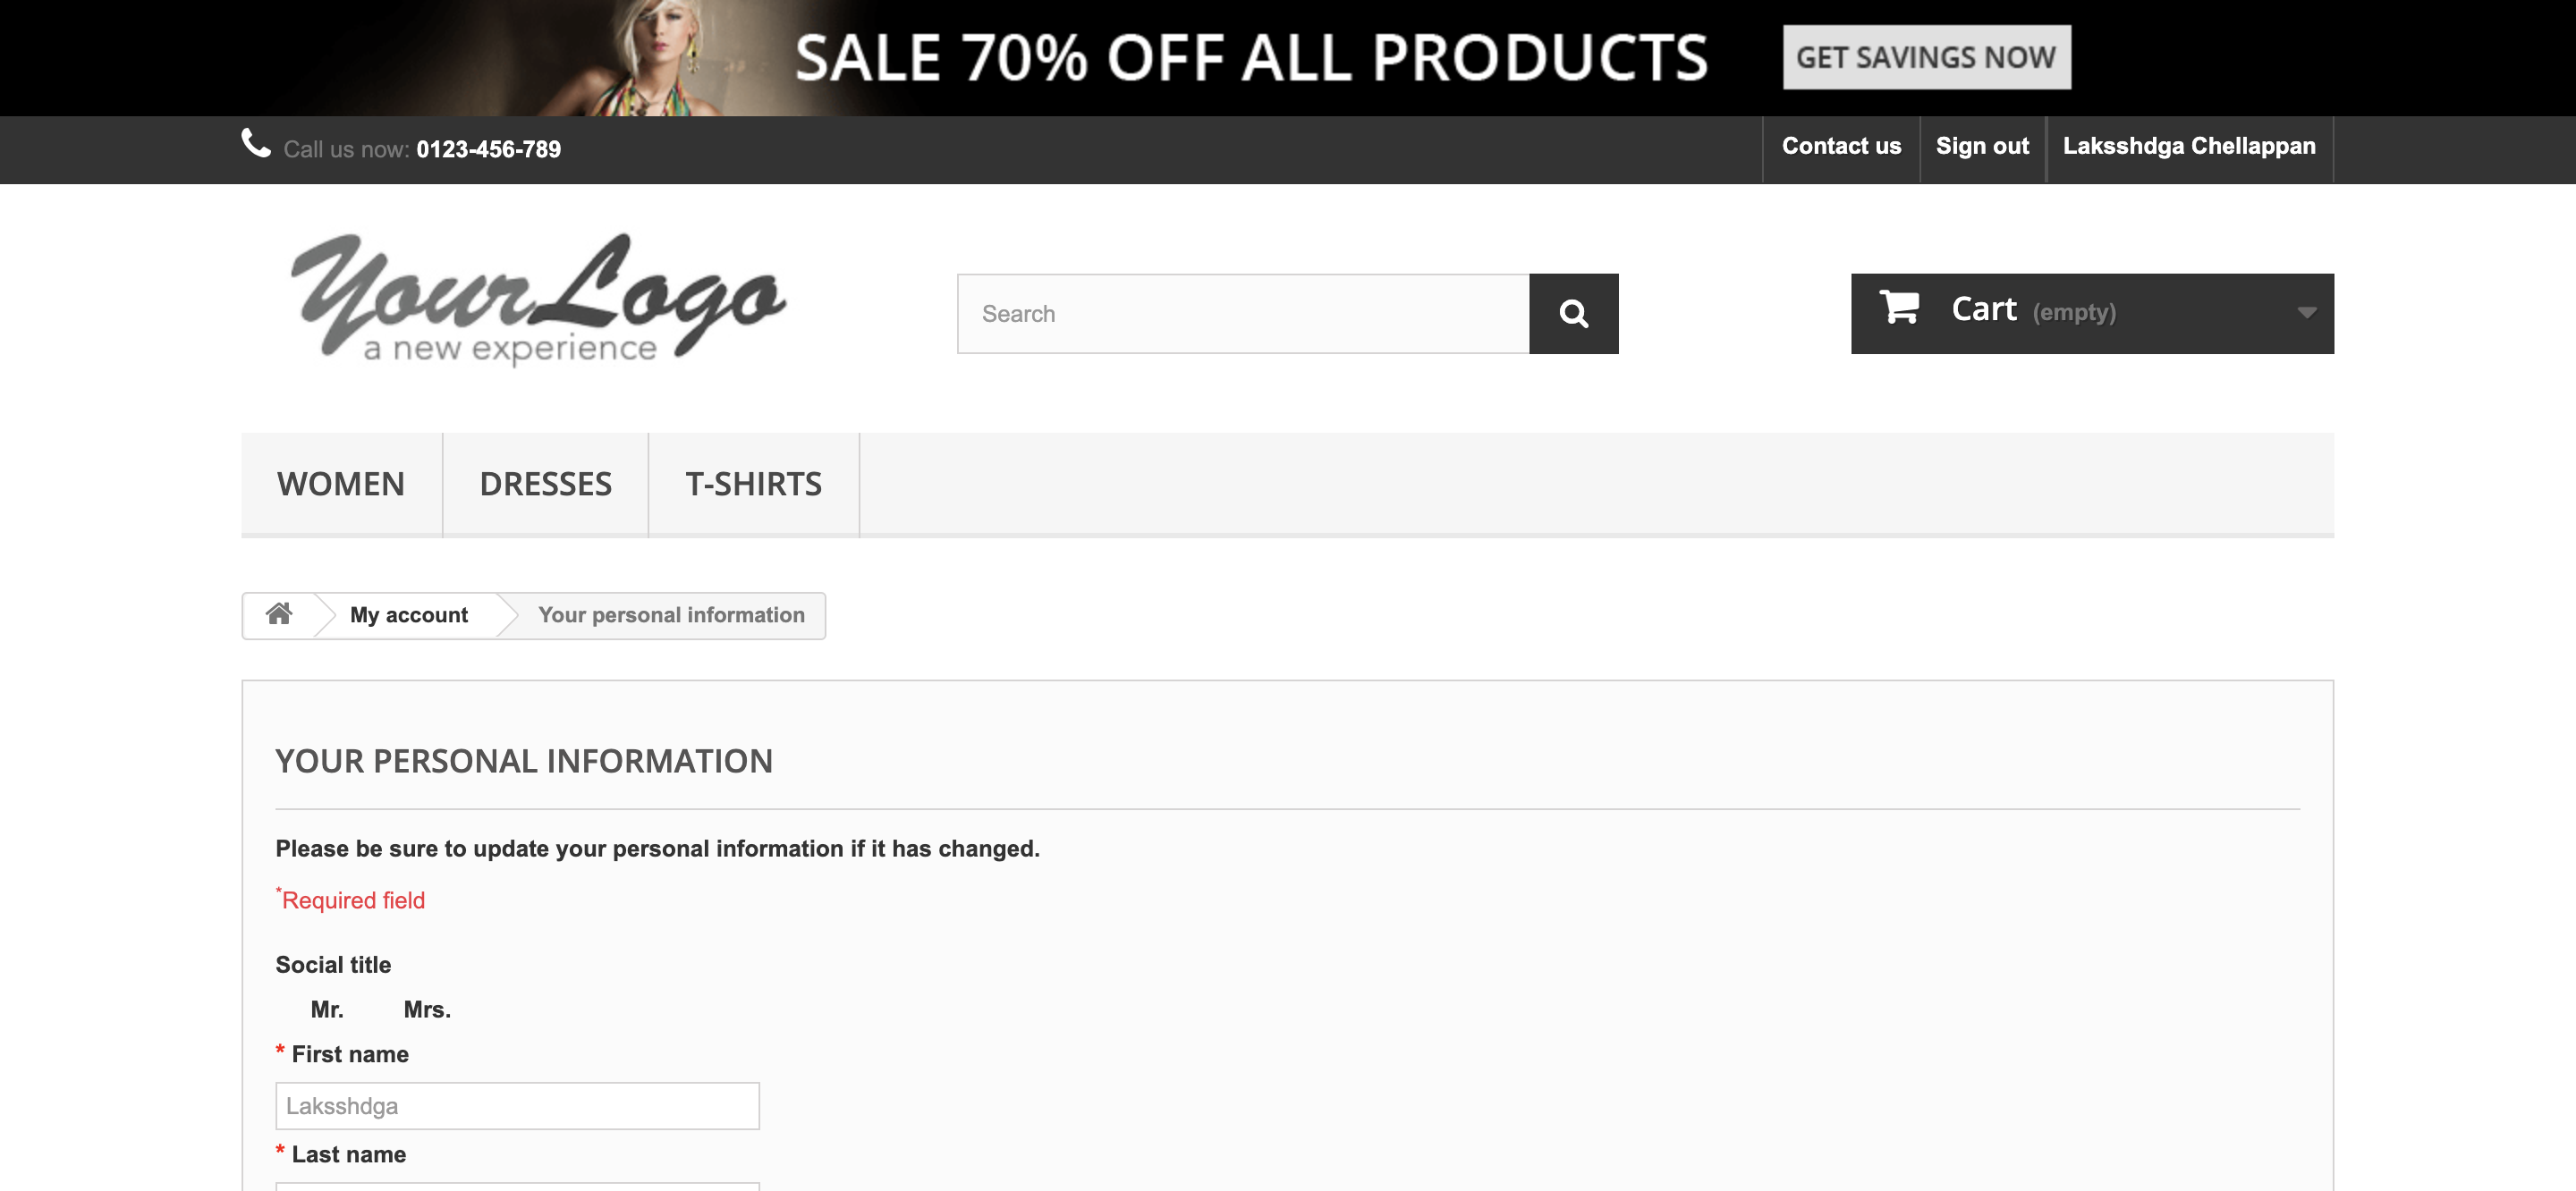 SALE 70% OFF ALL PRODUCTS GET SAVINGS NOW
Call us now: 0123-456-789 Contact us Sign out Laksshdga Chellappan
Your Logo
a new experience
Search
Cart (empty)
WOMEN DRESSES T-SHIRTS
My account Your personal information
YOUR PERSONAL INFORMATION
Please be sure to update your personal information if it has changed.
*Required field
Social title
Mr. Mrs.
* First name
Laksshdga
* Last name